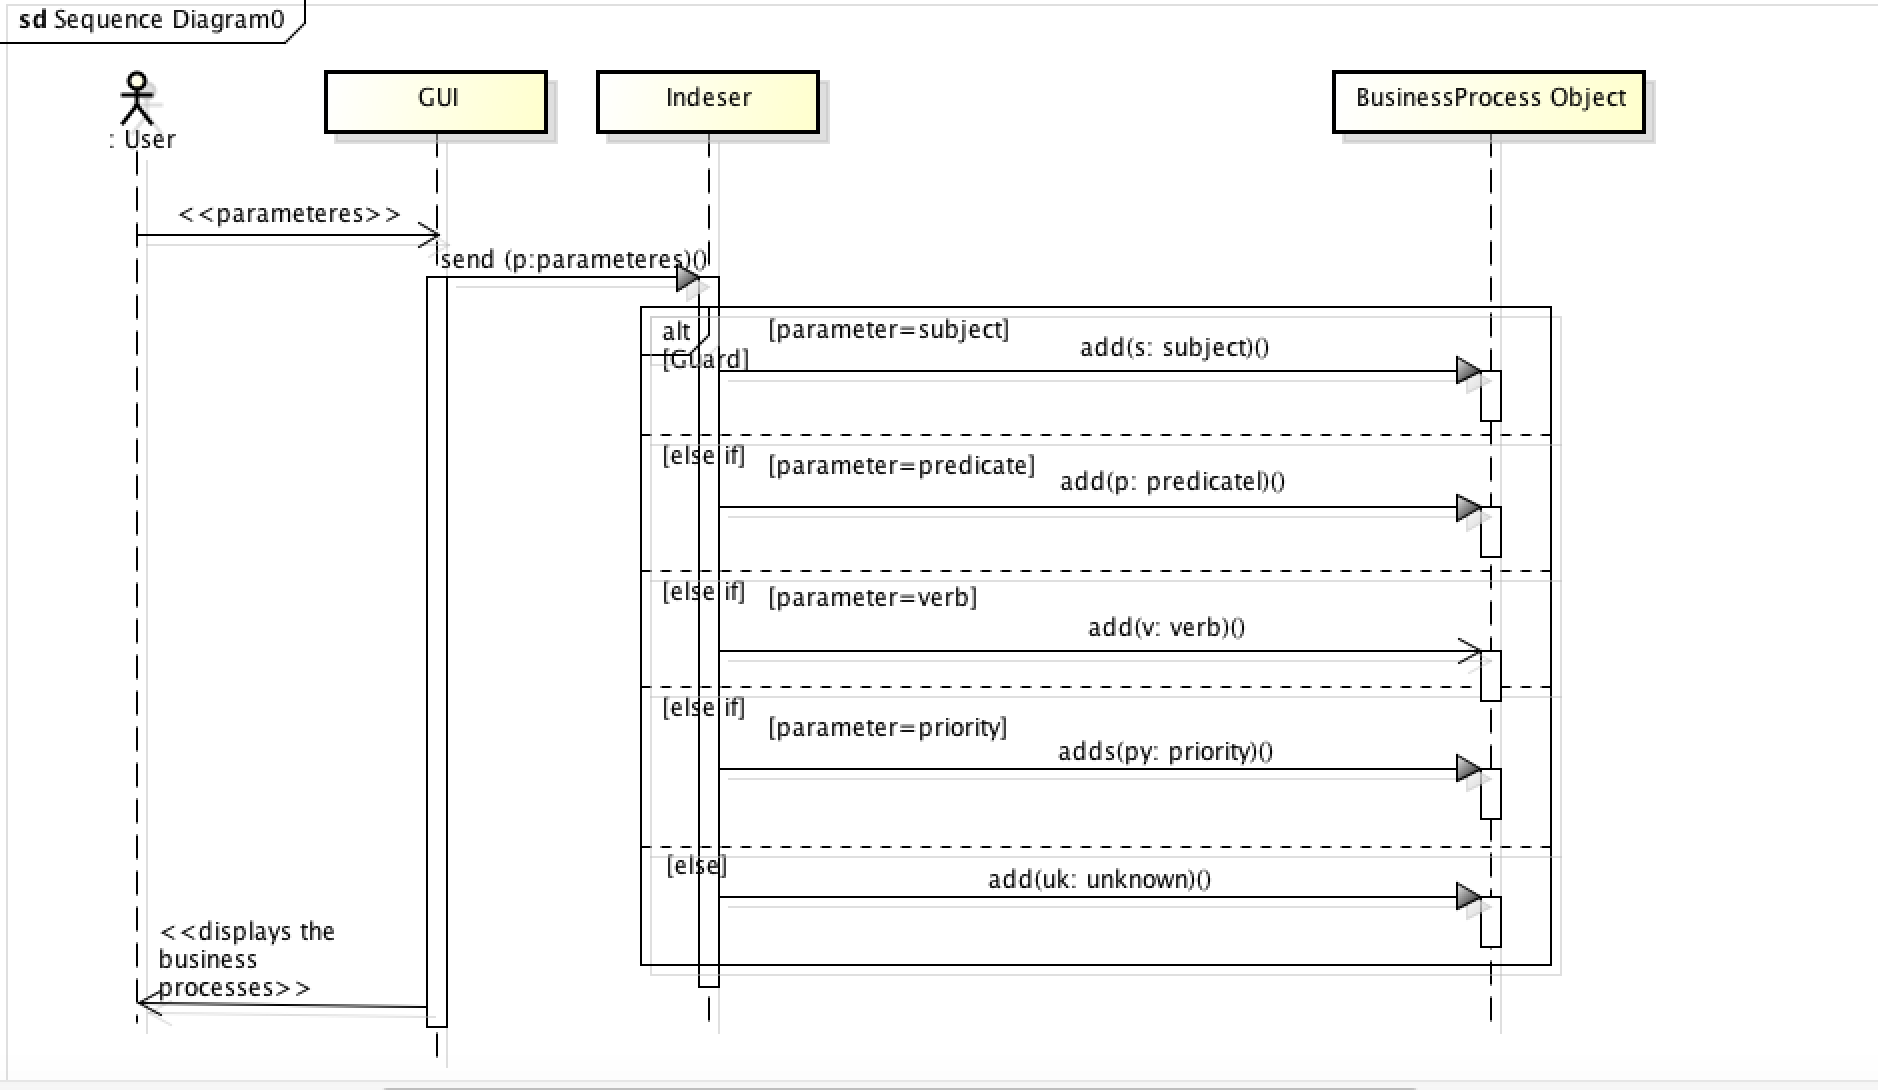 sd Sequence Diagram0
: User
GUI
Indeser
BusinessProcess Object
<<parameteres>>
send (p:parameteres)()
alt
[parameter=subject]
add(s: subject)()
[Guard]
[else if]
[parameter=predicate]
add(p: predicatel)()
[else if]
[parameter=verb]
add(v: verb)()
[else if]
[parameter=priority]
adds(py: priority)()
[else]
add(uk: unknown)()
<<displays the
business
processes>>